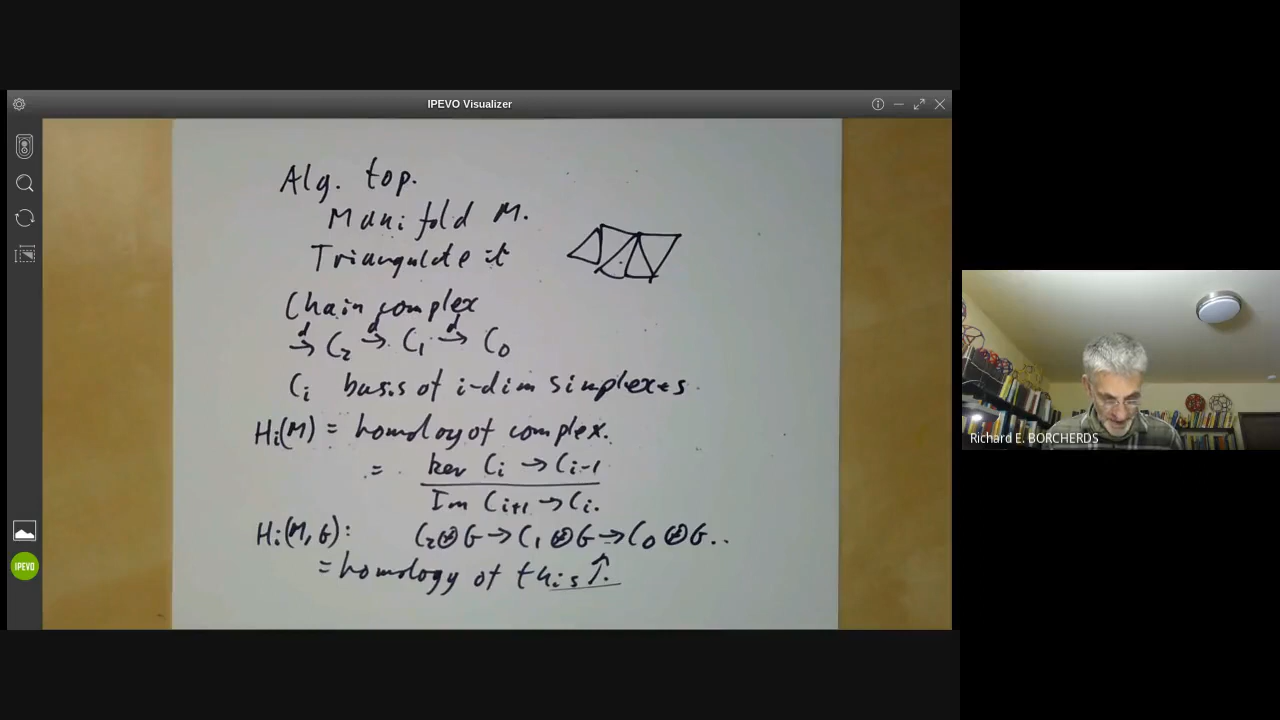 IPEVO Visualizer
Alg. top.
Manifold M.
Triangulate it
Chain complex
d d d
→ C₂ → C₁ → C₀
Cᵢ basis of i-dim simplexes.
Hᵢ(M) = homology of complex.
= ker Cᵢ → Cᵢ₋₁
Im Cᵢ₊₁ → Cᵢ.
Hᵢ(M, G): C₂⊗G → C₁⊗G → C₀⊗G..
= homology of this ↑.
IPEVO
Richard E. BORCHERDS